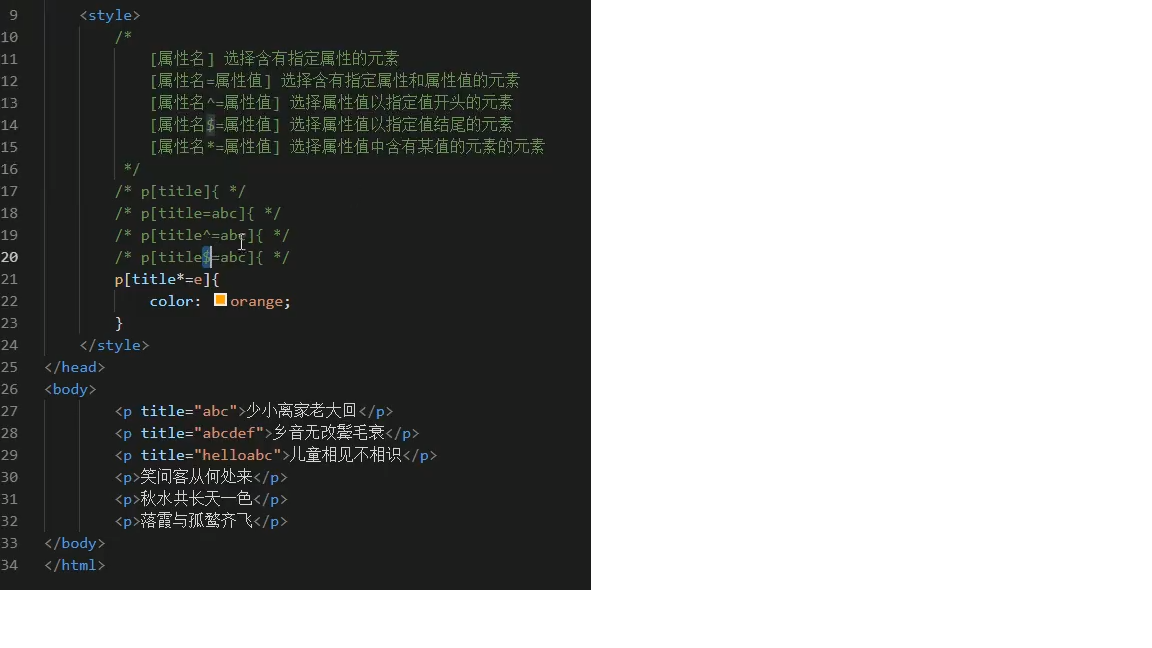 9 <style>
10 /*
11 [属性名] 选择含有指定属性的元素
12 [属性名=属性值] 选择含有指定属性和属性值的元素
13 [属性名^=属性值] 选择属性值以指定值开头的元素
14 [属性名$=属性值] 选择属性值以指定值结尾的元素
15 [属性名*=属性值] 选择属性值中含有某值的元素的元素
16 */
17 /* p[title]{ */
18 /* p[title=abc]{ */
19 /* p[title^=abc]{ */
20 /* p[title$=abc]{ */
21 p[title*=e]{
22 color: orange;
23 }
24 </style>
25 </head>
26 <body>
27 <p title="abc">少小离家老大回</p>
28 <p title="abcdef">乡音无改鬓毛衰</p>
29 <p title="helloabc">儿童相见不相识</p>
30 <p>笑问客从何处来</p>
31 <p>秋水共长天一色</p>
32 <p>落霞与孤鹜齐飞</p>
33 </body>
34 </html>